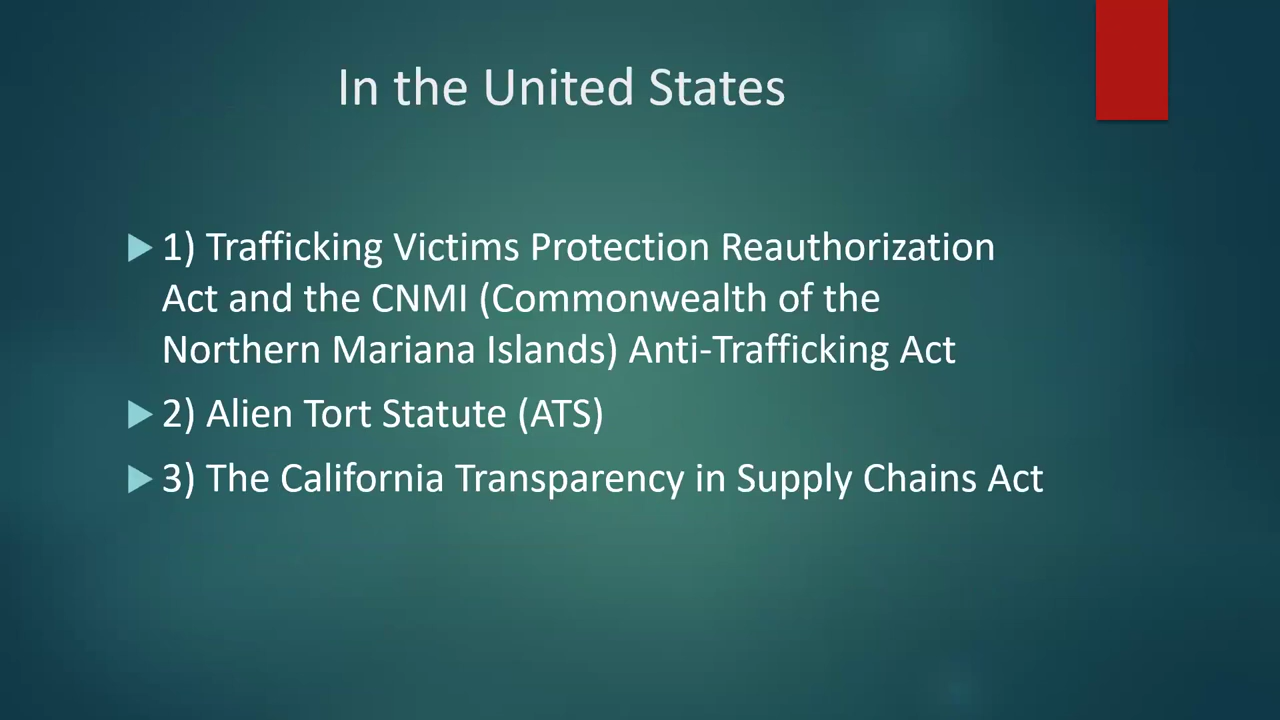 In the United States
1) Trafficking Victims Protection Reauthorization
Act and the CNMI (Commonwealth of the
Northern Mariana Islands) Anti-Trafficking Act
2) Alien Tort Statute (ATS)
3) The California Transparency in Supply Chains Act